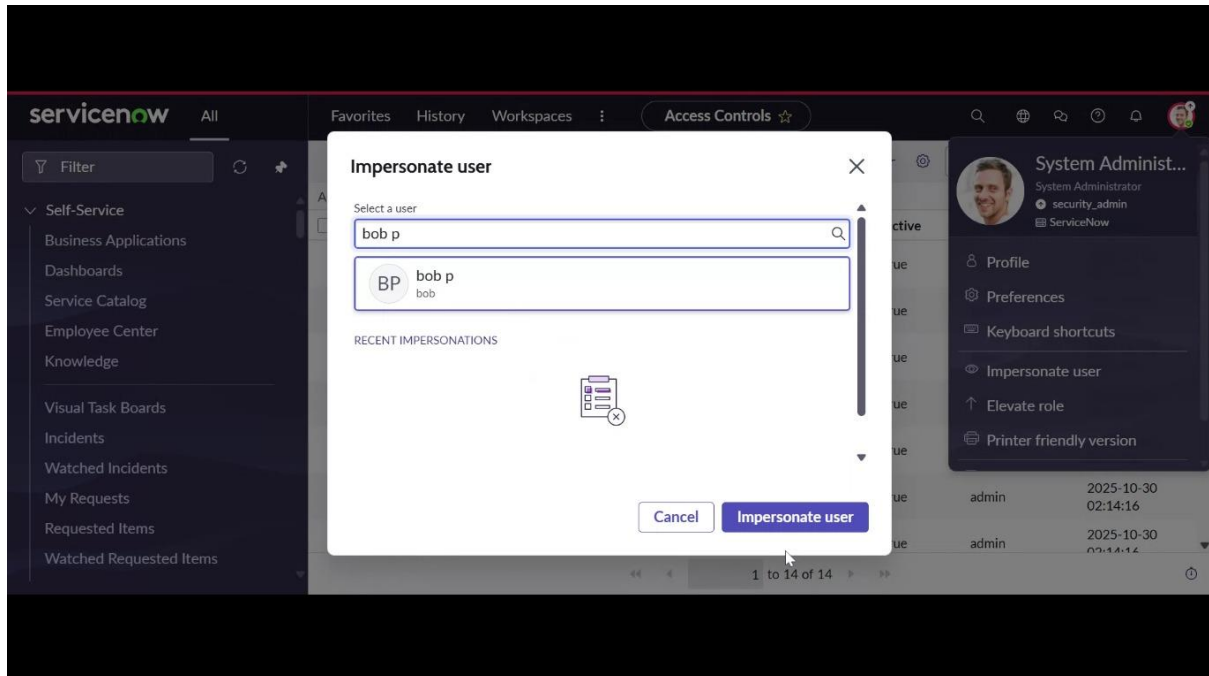 servicenow All Favorites History Workspaces Access Controls
Filter
Self-Service
Business Applications
Dashboards
Service Catalog
Employee Center
Knowledge
Visual Task Boards
Incidents
Watched Incidents
My Requests
Requested Items
Watched Requested Items
Impersonate user
Select a user
bob p
BP
bob p
bob
RECENT IMPERSONATIONS
Cancel Impersonate user
A
ctive
ue
ue
ue
ue
ue
ue admin 2025-10-30
02:14:16
ue admin 2025-10-30
02:14:16
1 to 14 of 14
System Administ...
System Administrator
security_admin
ServiceNow
Profile
Preferences
Keyboard shortcuts
Impersonate user
Elevate role
Printer friendly version